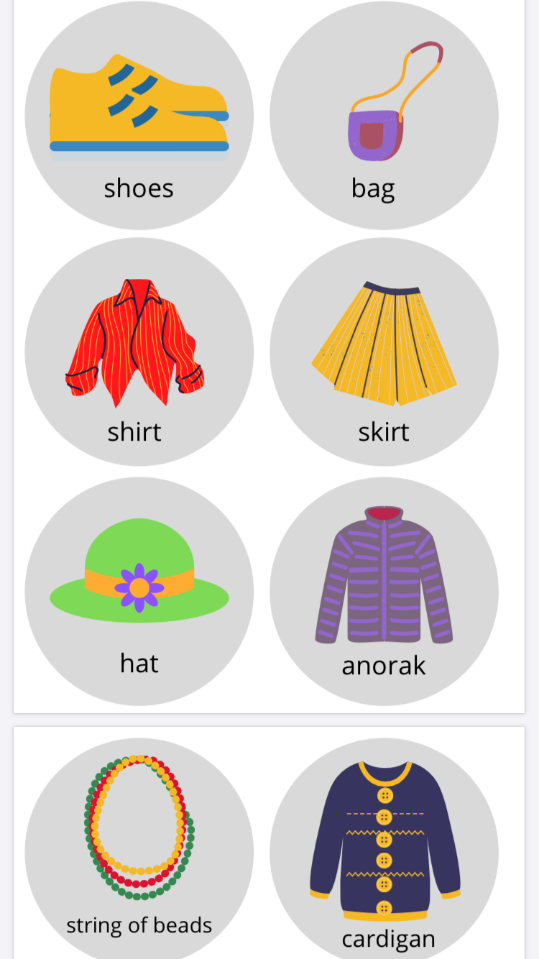 shoes
bag
shirt
skirt
hat
anorak
string of beads
cardigan